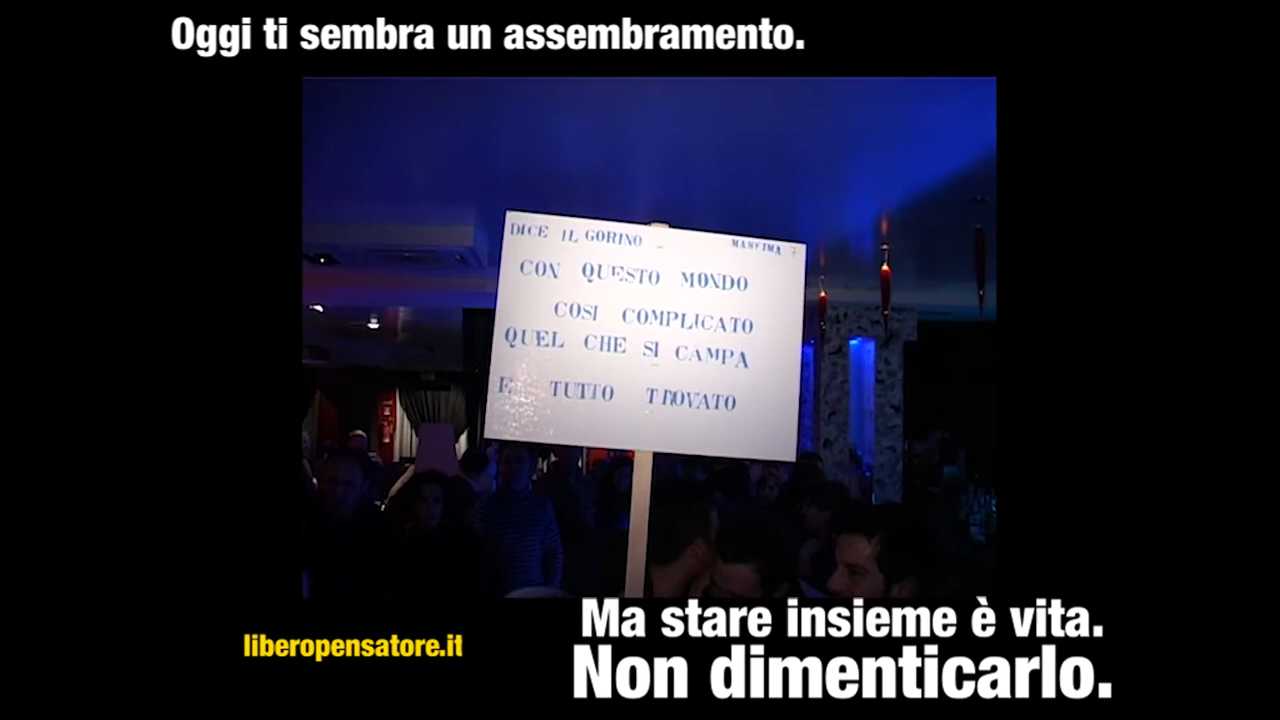 Oggi ti sembra un assembramento.
DICE IL GORINO - MASSIMA 7
CON QUESTO MONDO
COSI COMPLICATO
QUEL CHE SI CAMPA
E TUTTO TROVATO
Ma stare insieme è vita.
liberopensatore.it
Non dimenticarlo.